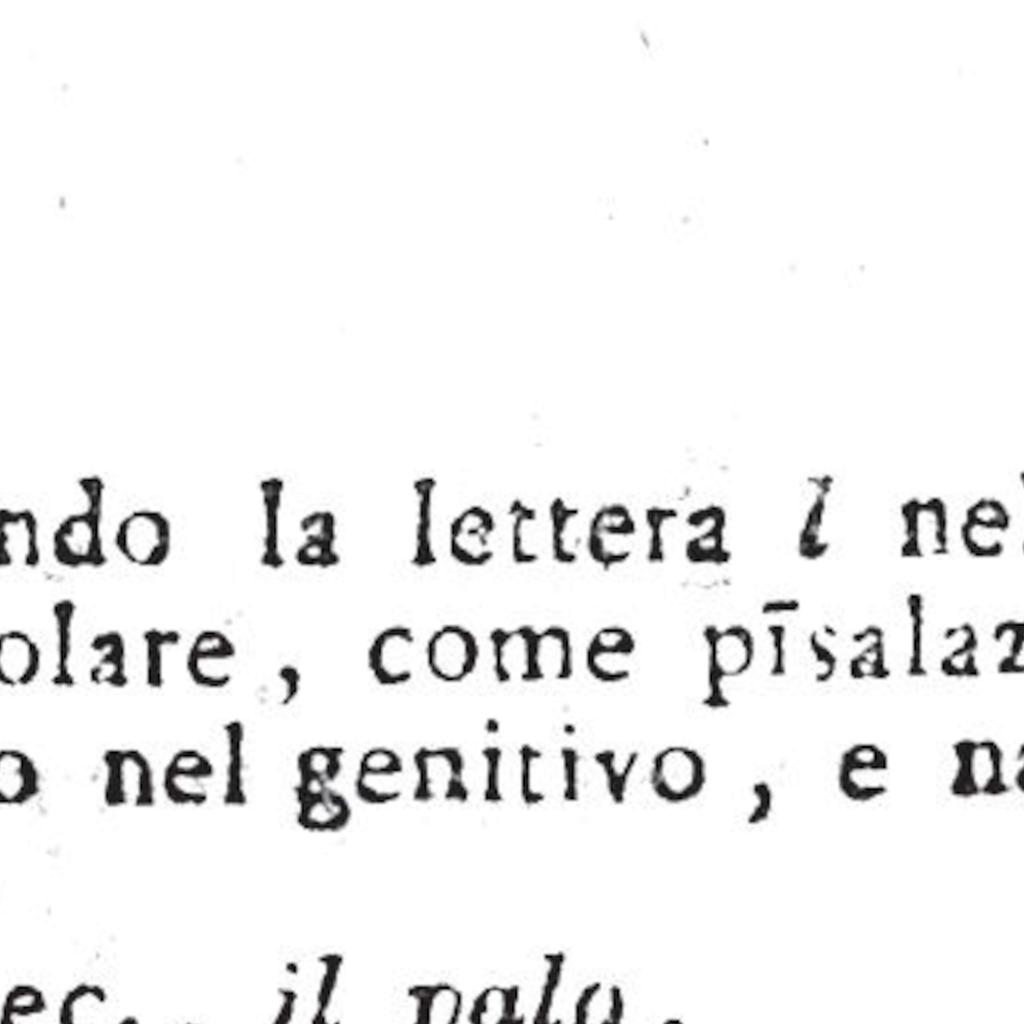 ndo la lettera l nel
olare, come pīsalaz
o nel genitivo, e na
ec., il palo.